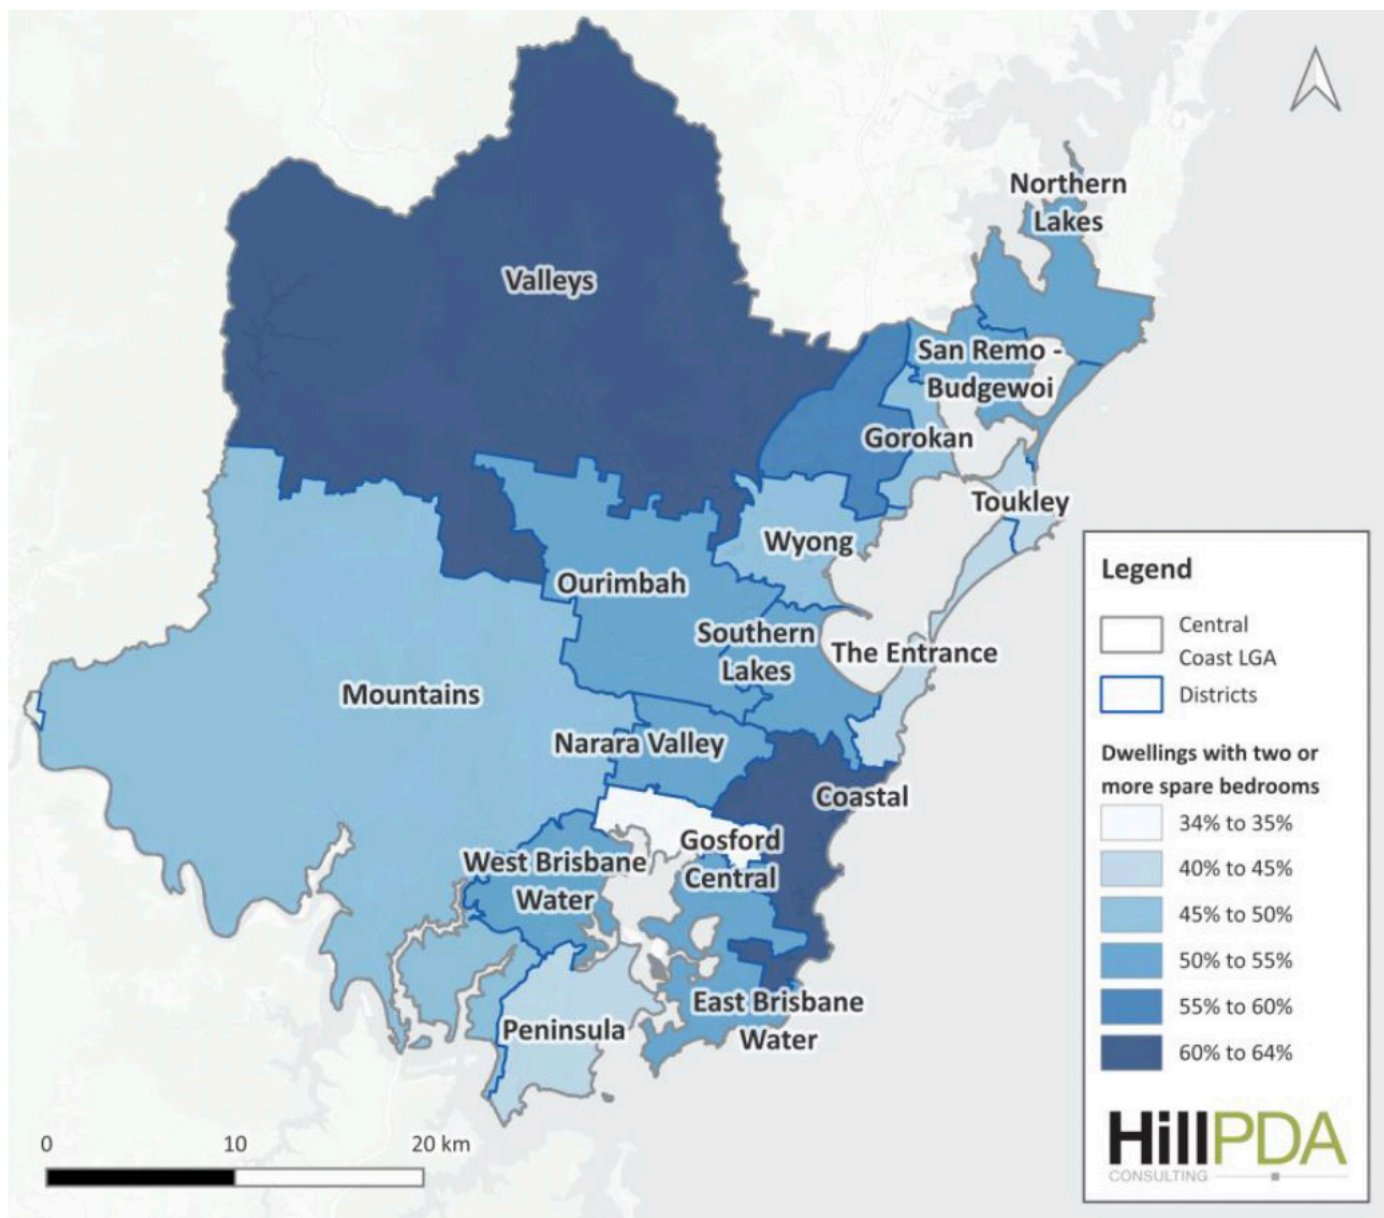 Northern
Lakes
Valleys
San Remo -
Budgewoi
Gorokan
Toukley
Wyong
Ourimbah
Southern
Lakes
The Entrance
Mountains
Narara Valley
Coastal
Gosford
Central
West Brisbane
Water
East Brisbane
Water
Peninsula
0 10 20 km
Legend
Central
Coast LGA
Districts
Dwellings with two or
more spare bedrooms
34% to 35%
40% to 45%
45% to 50%
50% to 55%
55% to 60%
60% to 64%
HillPDA
CONSULTING